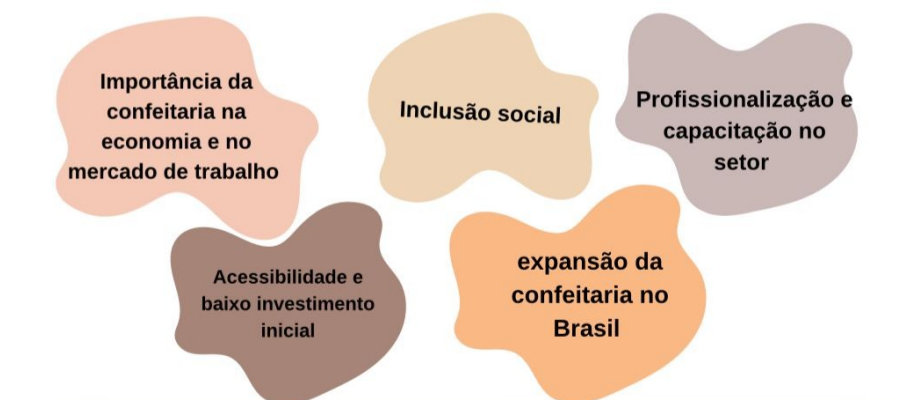 Importância da
confeitaria na
economia e no
mercado de trabalho
Inclusão social
Profissionalização e
capacitação no
setor
Acessibilidade e
baixo investimento
inicial
expansão da
confeitaria no
Brasil